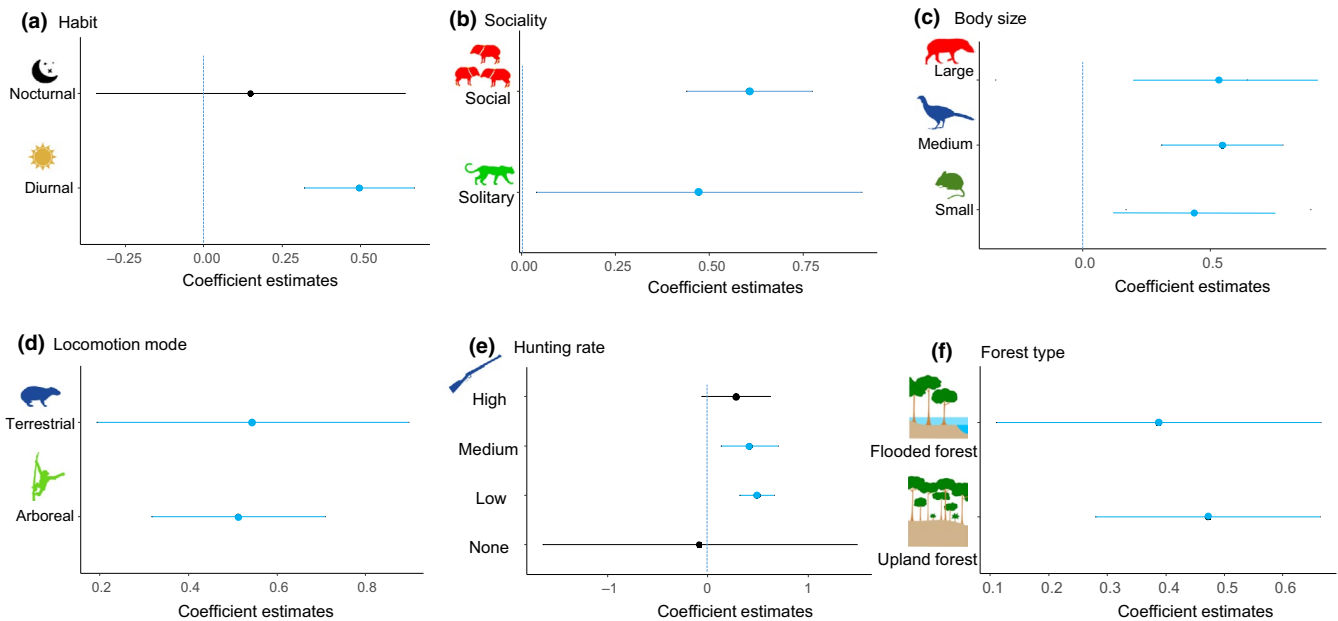 (a) Habit
Nocturnal
Diurnal
–0.25 0.00 0.25 0.50
Coefficient estimates
(b) Sociality
Social
Solitary
0.00 0.25 0.50 0.75
Coefficient estimates
(c) Body size
Large
Medium
Small
0.0 0.5
Coefficient estimates
(d) Locomotion mode
Terrestrial
Arboreal
0.2 0.4 0.6 0.8
Coefficient estimates
(e) Hunting rate
High
Medium
Low
None
–1 0 1
Coefficient estimates
(f) Forest type
Flooded forest
Upland forest
0.1 0.2 0.3 0.4 0.5 0.6
Coefficient estimates